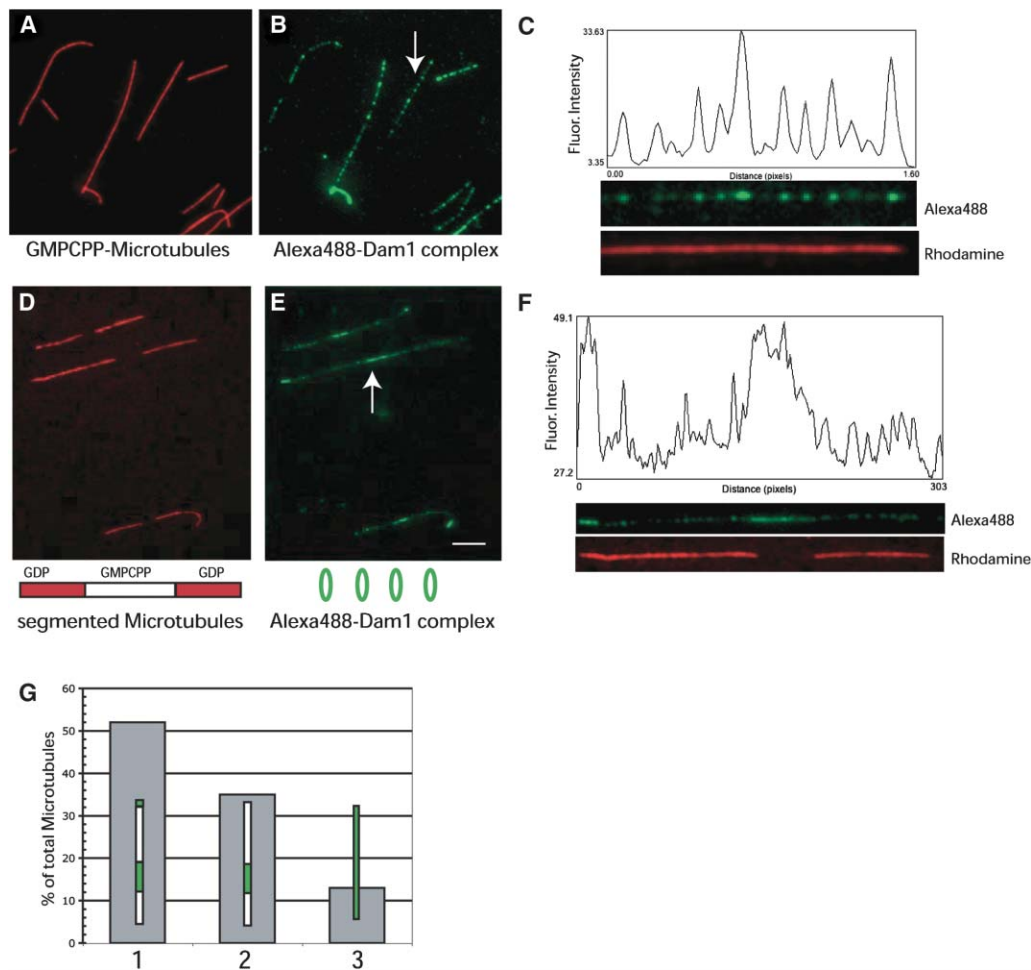 A
B
C
33.63
Fluor. Intensity
3.35
0.00
Distance (pixels)
1.60
Alexa488
Rhodamine
GMPCPP-Microtubules
Alexa488-Dam1 complex
D
E
F
49.1
Fluor. Intensity
27.2
0
Distance (pixels)
303
Alexa488
Rhodamine
GDP GMPCPP GDP
segmented Microtubules
Alexa488-Dam1 complex
G
% of total Microtubules
60
50
40
30
20
10
0
1 2 3